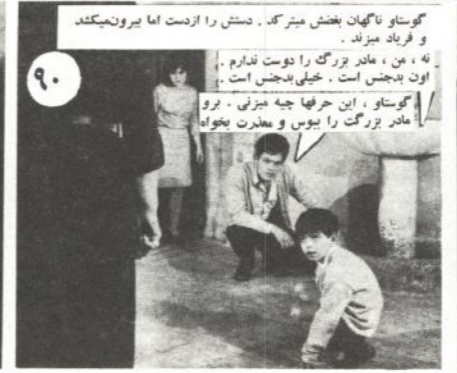 گوستاو ناگهان بغضش میترکد . دستش را ازدست اما بیرون‌میکشد
و فریاد میزند .
نه ، من ، مادر بزرگ را دوست ندارم .
اون بدجنس است . خیلی‌بدجنس است .
گوستاو ، این حرفها چیه میزنی . برو
مادر بزرگت را ببوس و معذرت بخواه
۹۰